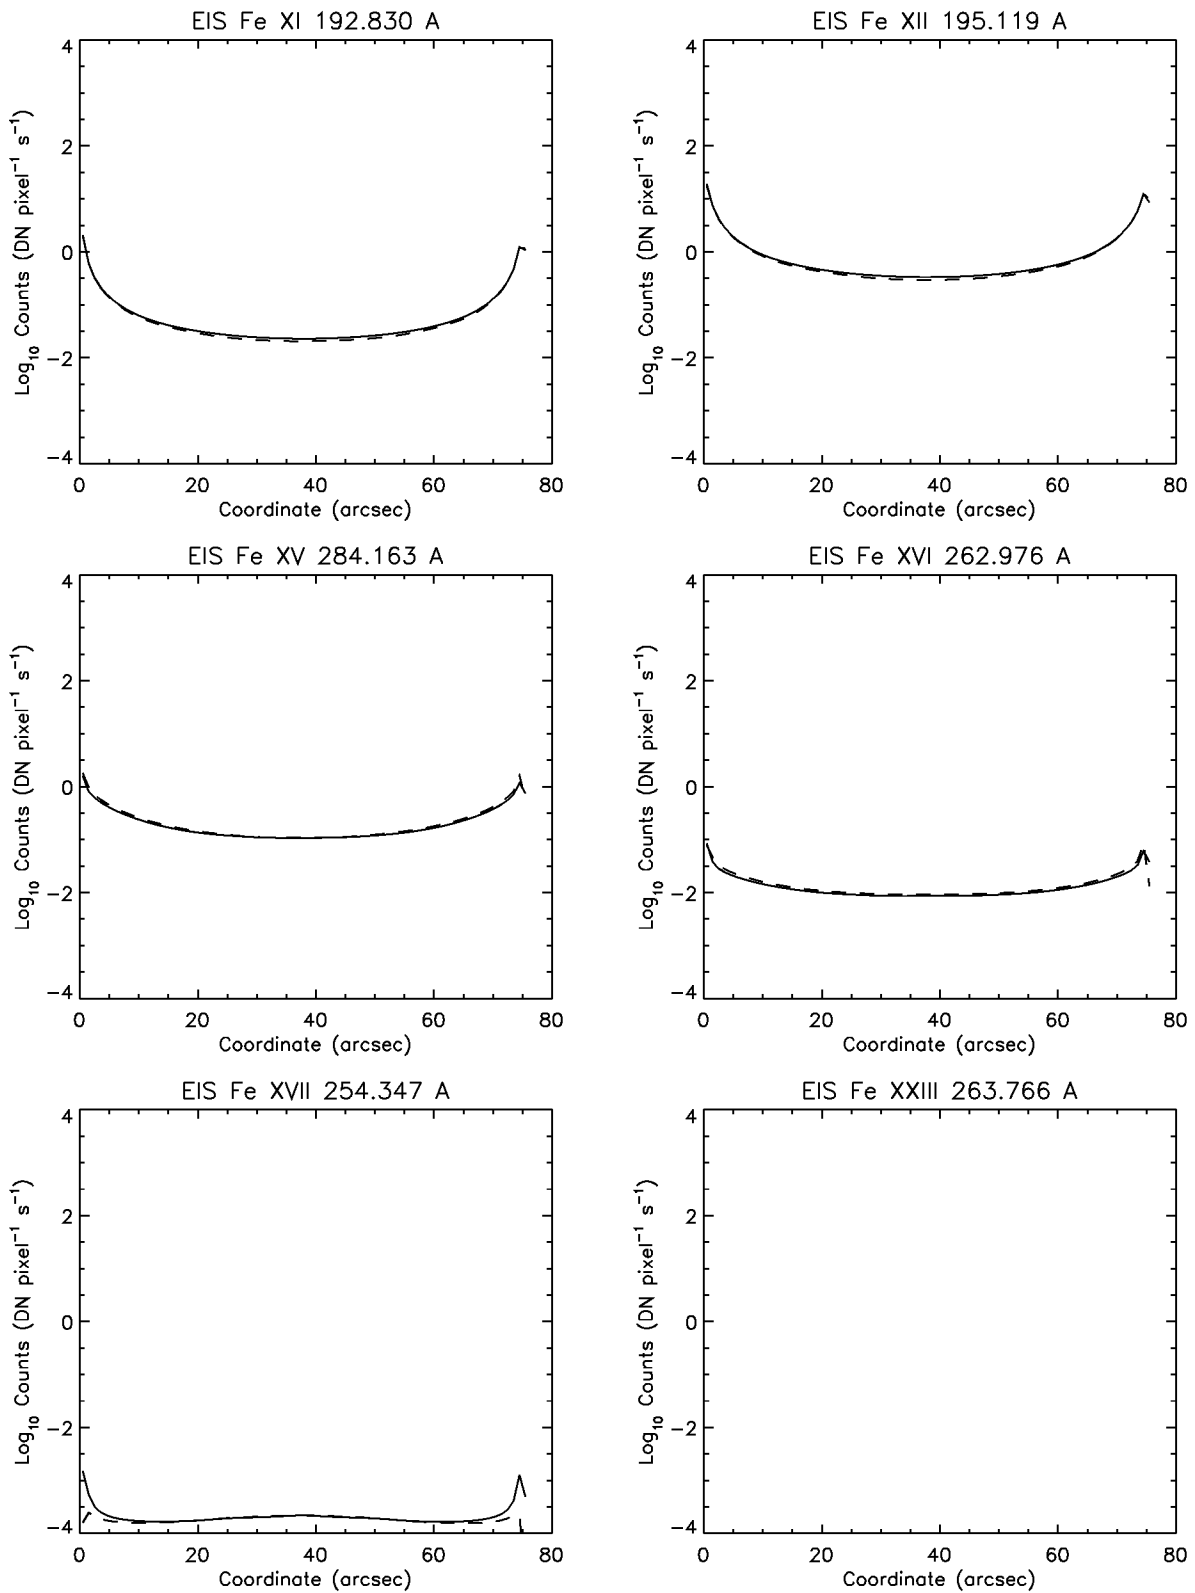 EIS Fe XI 192.830 A
4
2
0
−2
−4
Log10 Counts (DN pixel−1 s−1)
0 20 40 60 80
Coordinate (arcsec)
EIS Fe XII 195.119 A
4
2
0
−2
−4
Log10 Counts (DN pixel−1 s−1)
0 20 40 60 80
Coordinate (arcsec)
EIS Fe XV 284.163 A
4
2
0
−2
−4
Log10 Counts (DN pixel−1 s−1)
0 20 40 60 80
Coordinate (arcsec)
EIS Fe XVI 262.976 A
4
2
0
−2
−4
Log10 Counts (DN pixel−1 s−1)
0 20 40 60 80
Coordinate (arcsec)
EIS Fe XVII 254.347 A
4
2
0
−2
−4
Log10 Counts (DN pixel−1 s−1)
0 20 40 60 80
Coordinate (arcsec)
EIS Fe XXIII 263.766 A
4
2
0
−2
−4
Log10 Counts (DN pixel−1 s−1)
0 20 40 60 80
Coordinate (arcsec)